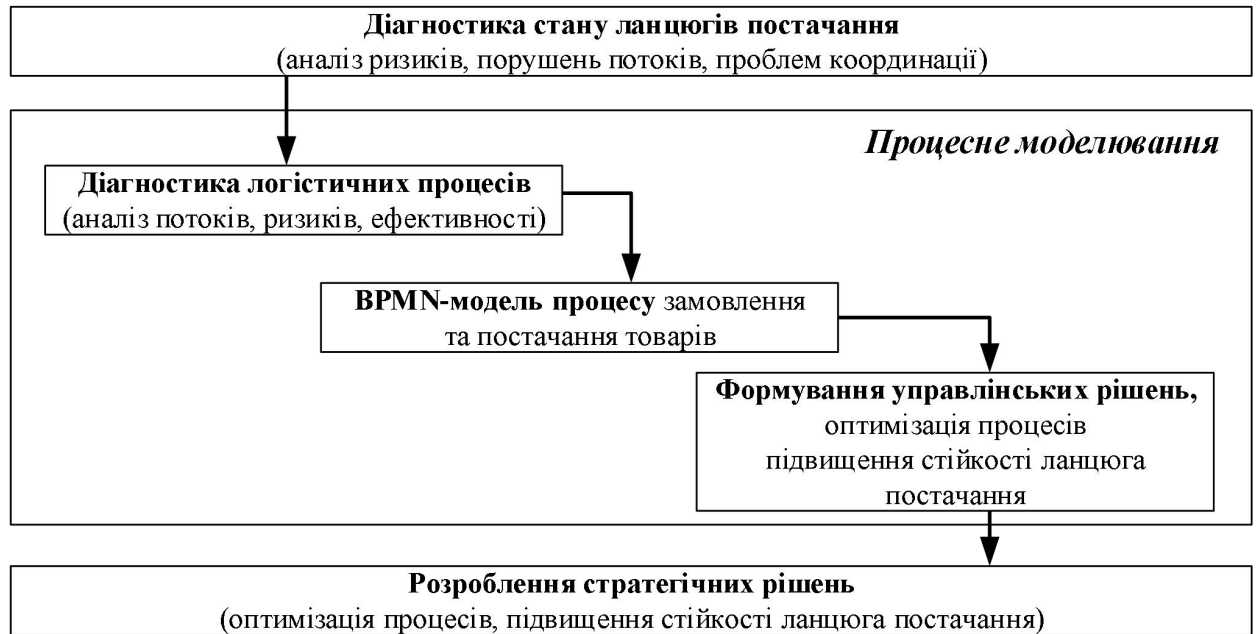 Діагностика стану ланцюгів постачання
(аналіз ризиків, порушень потоків, проблем координації)
Процесне моделювання
Діагностика логістичних процесів
(аналіз потоків, ризиків, ефективності)
BPMN-модель процесу замовлення
та постачання товарів
Формування управлінських рішень,
оптимізація процесів
підвищення стійкості ланцюга
постачання
Розроблення стратегічних рішень
(оптимізація процесів, підвищення стійкості ланцюга постачання)